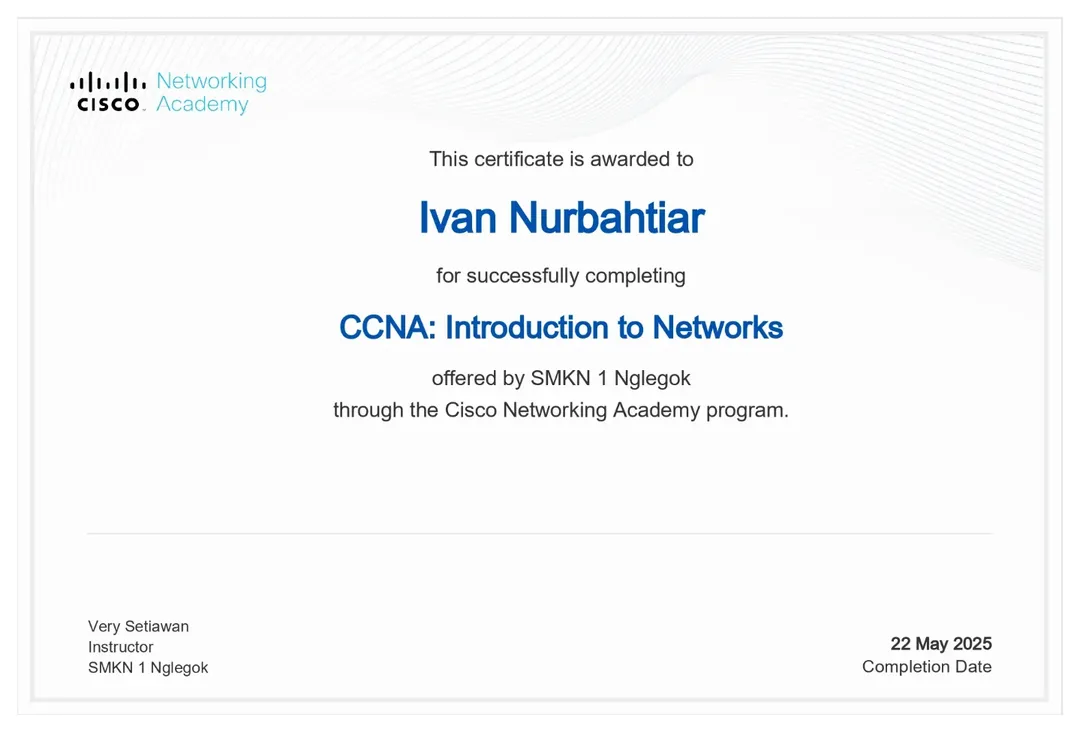 Networking
CISCO Academy
This certificate is awarded to
Ivan Nurbahtiar
for successfully completing
CCNA: Introduction to Networks
offered by SMKN 1 Nglegok
through the Cisco Networking Academy program.
Very Setiawan
Instructor
SMKN 1 Nglegok
22 May 2025
Completion Date